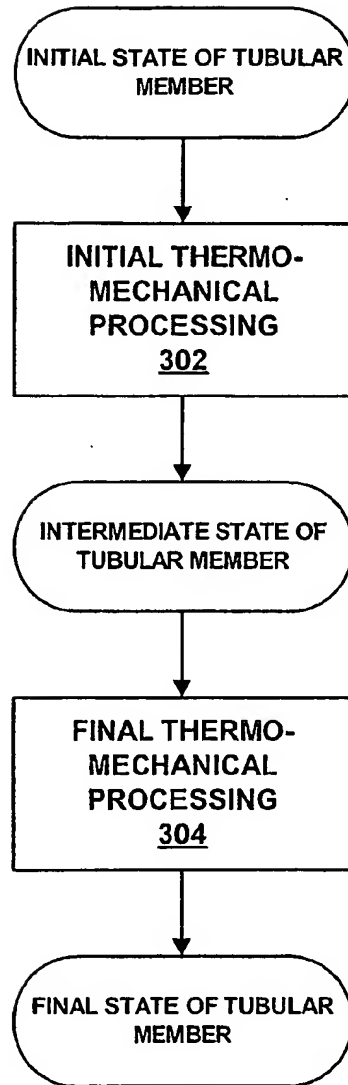 INITIAL STATE OF TUBULAR
MEMBER
INITIAL THERMO-
MECHANICAL
PROCESSING
302
INTERMEDIATE STATE OF
TUBULAR MEMBER
FINAL THERMO-
MECHANICAL
PROCESSING
304
FINAL STATE OF TUBULAR
MEMBER